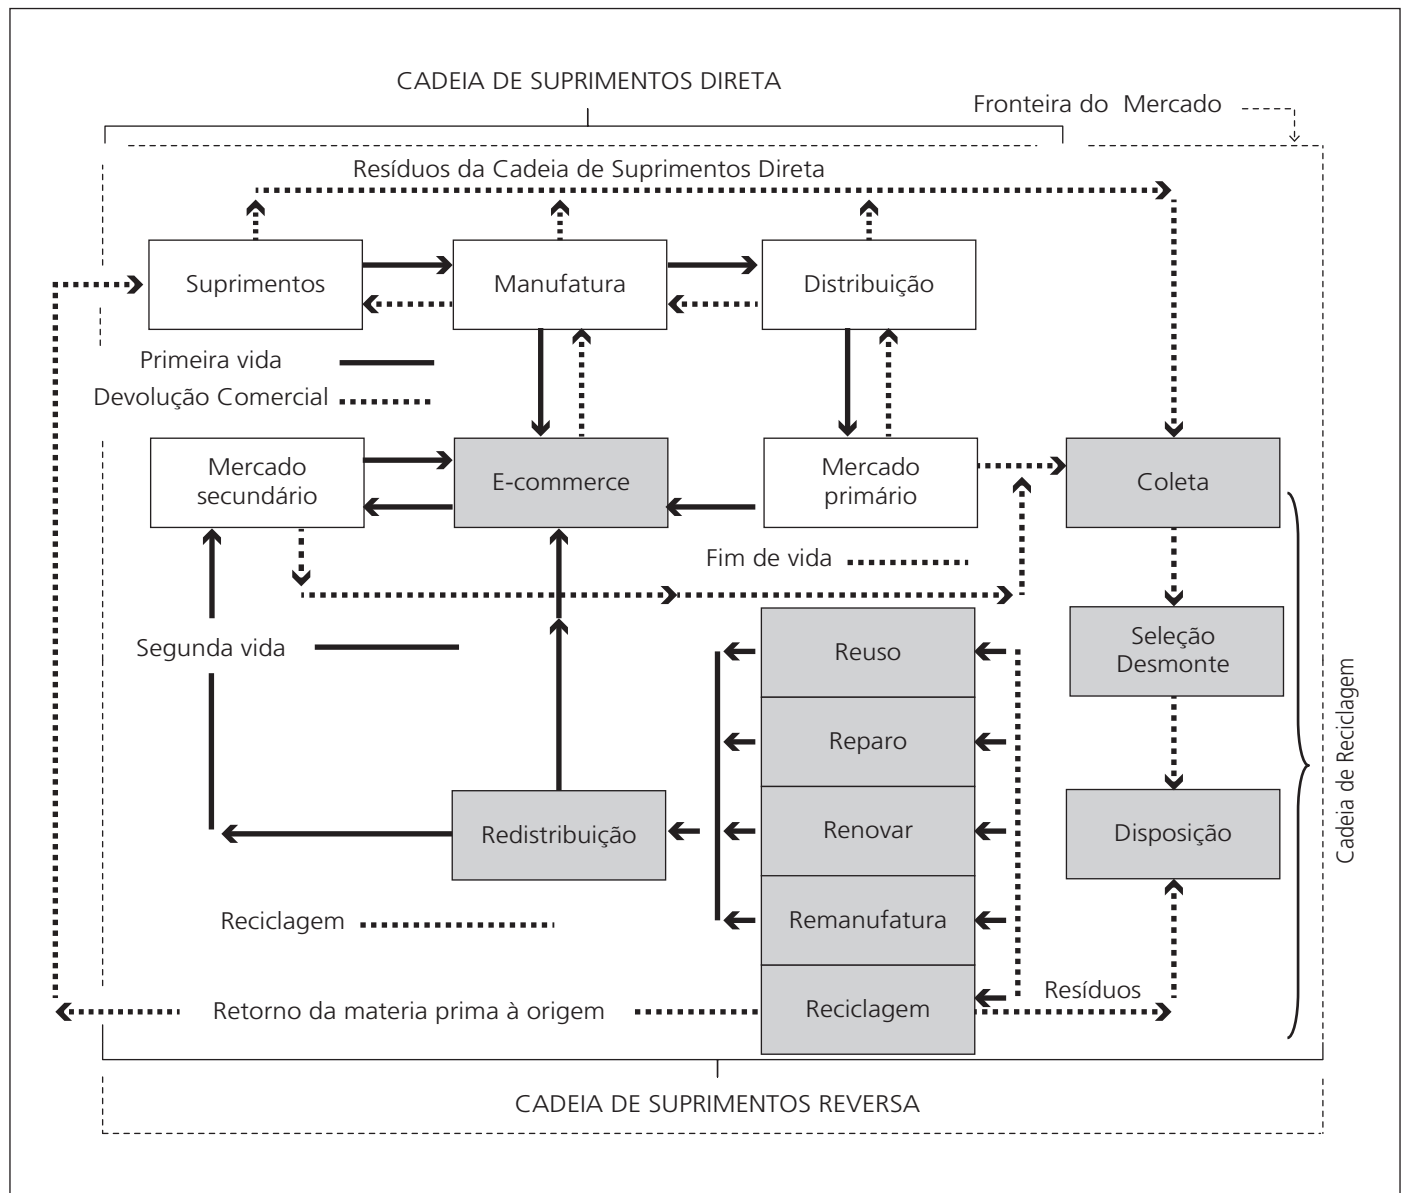 CADEIA DE SUPRIMENTOS DIRETA
Fronteira do Mercado
Resíduos da Cadeia de Suprimentos Direta
Suprimentos
Manufatura
Distribuição
Primeira vida
Devolução Comercial
Mercado
secundário
E-commerce
Mercado
primário
Coleta
Fim de vida
Segunda vida
Reuso
Seleção
Desmonte
Reparo
Redistribuição
Renovar
Disposição
Cadeia de Reciclagem
Reciclagem
Remanufatura
Retorno da materia prima à origem
Reciclagem
Resíduos
CADEIA DE SUPRIMENTOS REVERSA